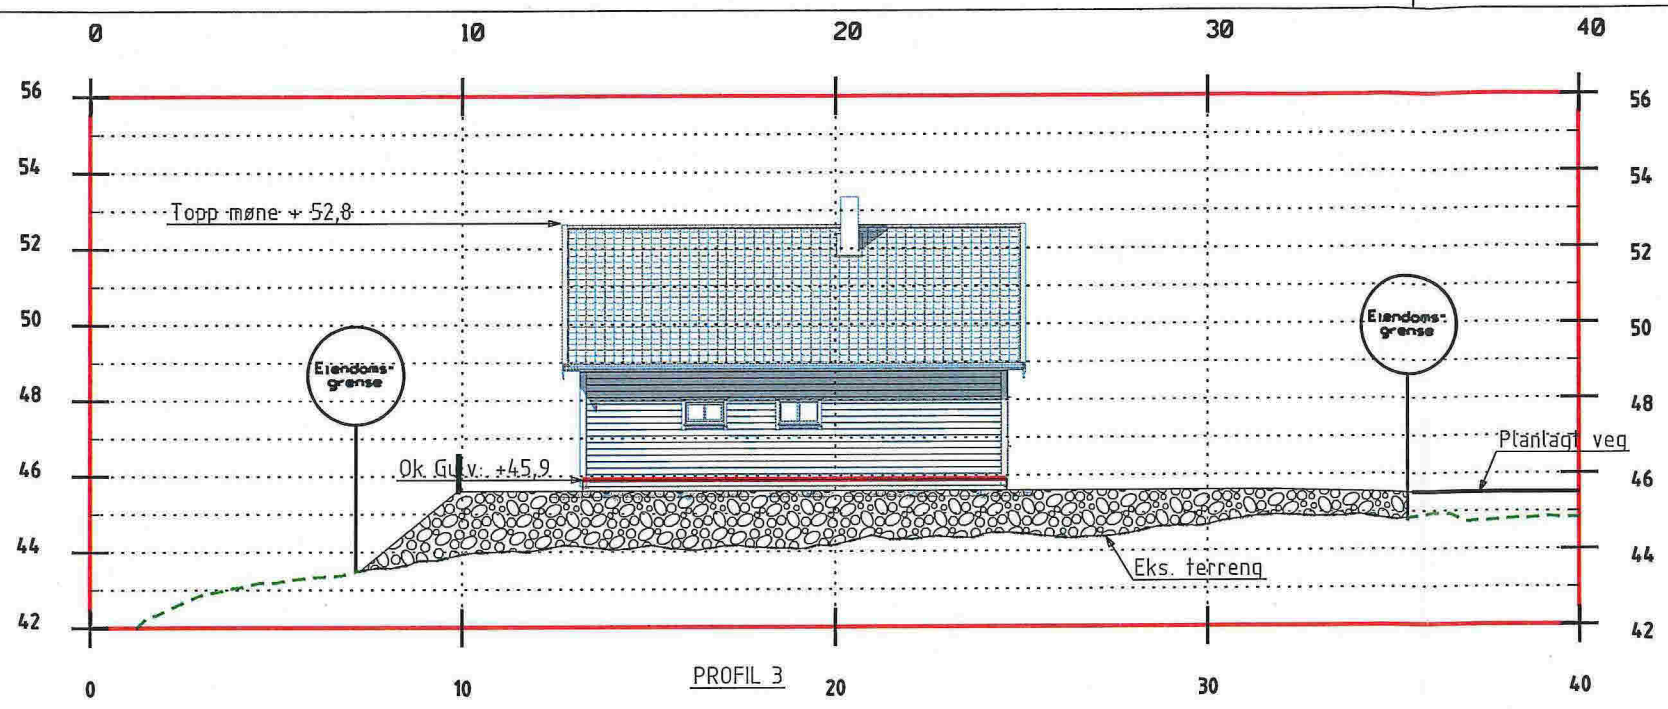 0 10 20 30 40
56 56
54 54
Topp møne + 52,8
52 52
50 50
Eiendoms-
grense
Eiendoms-
grense
48 48
Planlagt veg
46 46
Ok Gulv: +45,9
44 44
Eks. terreng
42 42
PROFIL 3
0 10 20 30 40